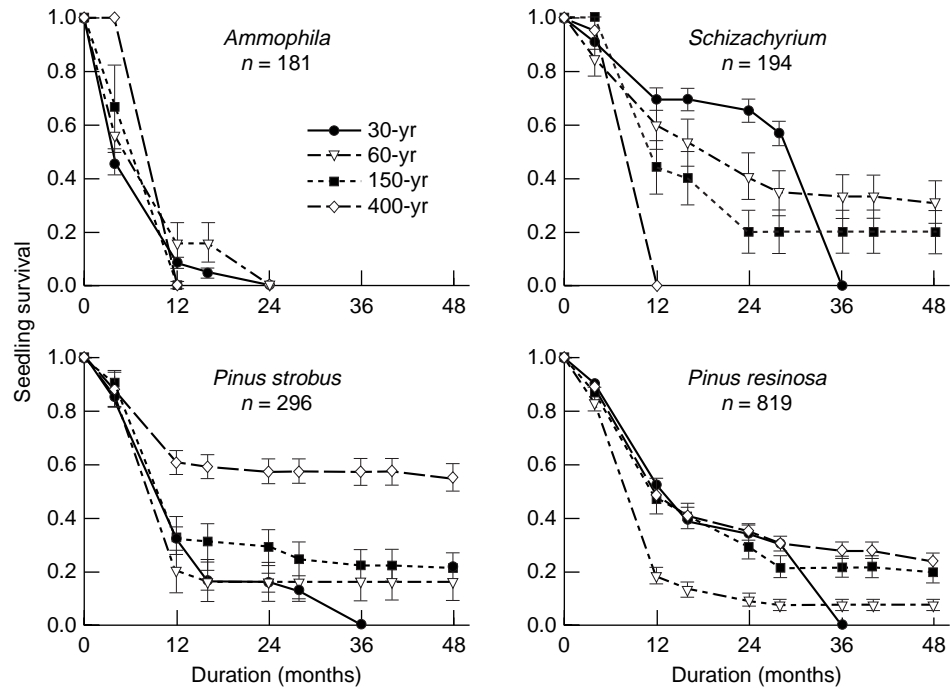 Ammophila
n = 181
Schizachyrium
n = 194
30-yr
60-yr
150-yr
400-yr
1.0
0.8
0.6
0.4
0.2
0.0
0 12 24 36 48
1.0
0.8
0.6
0.4
0.2
0.0
0 12 24 36 48
Seedling survival
Pinus strobus
n = 296
Pinus resinosa
n = 819
1.0
0.8
0.6
0.4
0.2
0.0
0 12 24 36 48
1.0
0.8
0.6
0.4
0.2
0.0
0 12 24 36 48
Duration (months)
Duration (months)